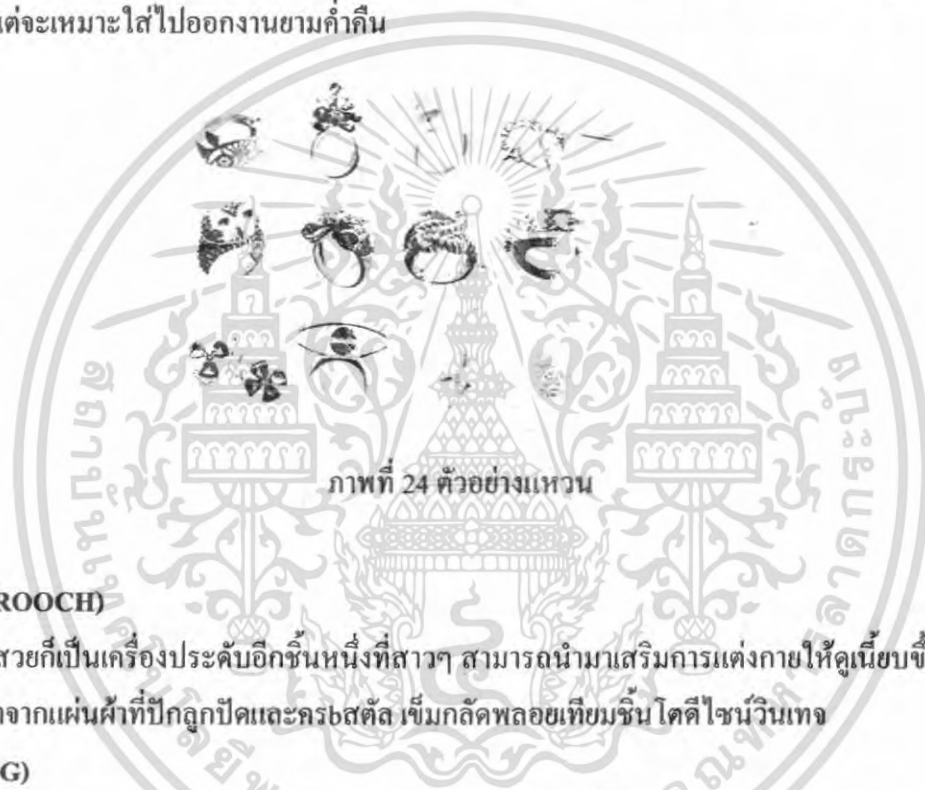 ต่จะเหมาะใส่ไปออกงานยามค่ำคืน
ภาพที่ 24 ตัวอย่างแหวน
ROOCH)
สวยก็เป็นเครื่องประดับอีกชิ้นหนึ่งที่สาวๆ สามารถนำมาเสริมการแต่งกายให้ดูเนี้ยบขึ้
าจากแผ่นผ้าที่ปักลูกปัดและครbสตัล เข็มกลัดพลอยเทียมชิ้นโตดีไซน์วินเทจ
G)